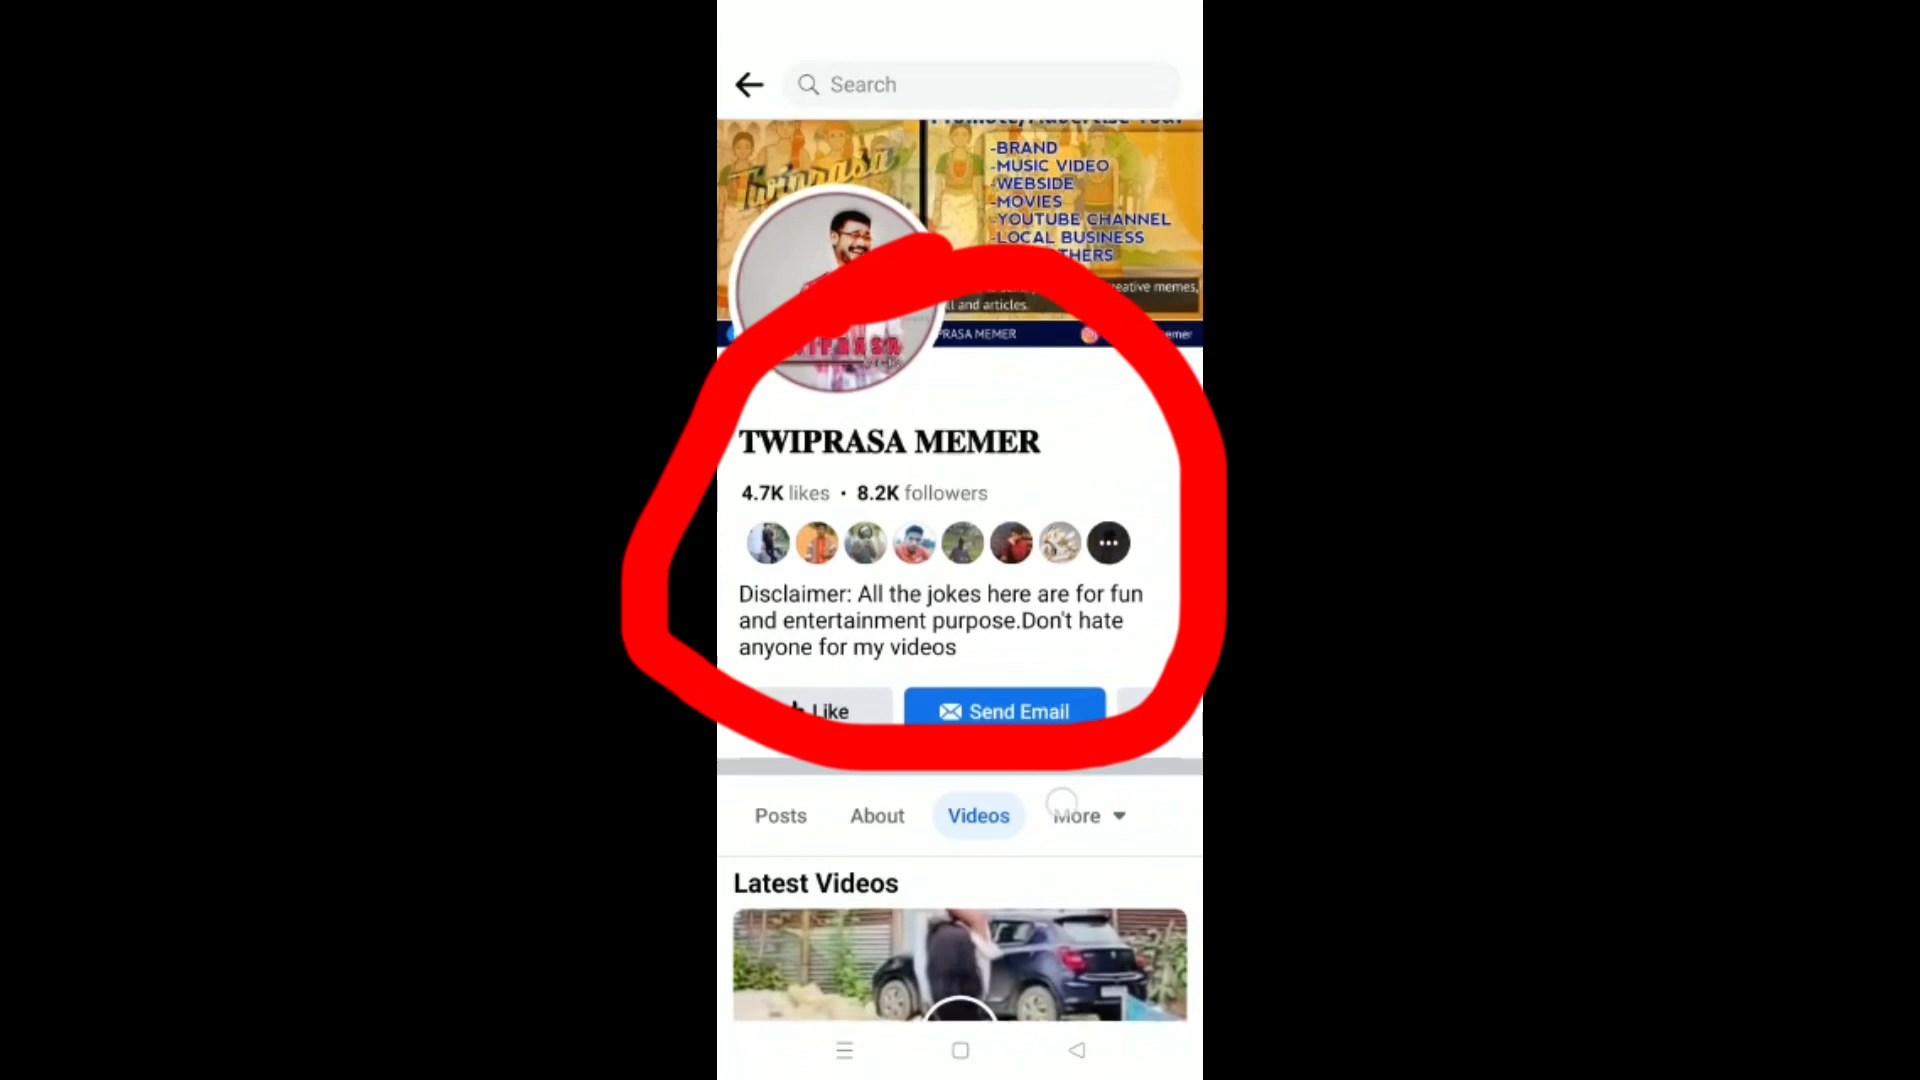 Search
Twiprasa
-BRAND
-MUSIC VIDEO
-WEBSIDE
-MOVIES
-YOUTUBE CHANNEL
-LOCAL BUSINESS
memes,
and articles.
MEMER
TWIPRASA MEMER
4.7K likes · 8.2K followers
Disclaimer: All the jokes here are for fun
and entertainment purpose.Don't hate
anyone for my videos
Like
Send Email
Posts
About
Videos
More
Latest Videos